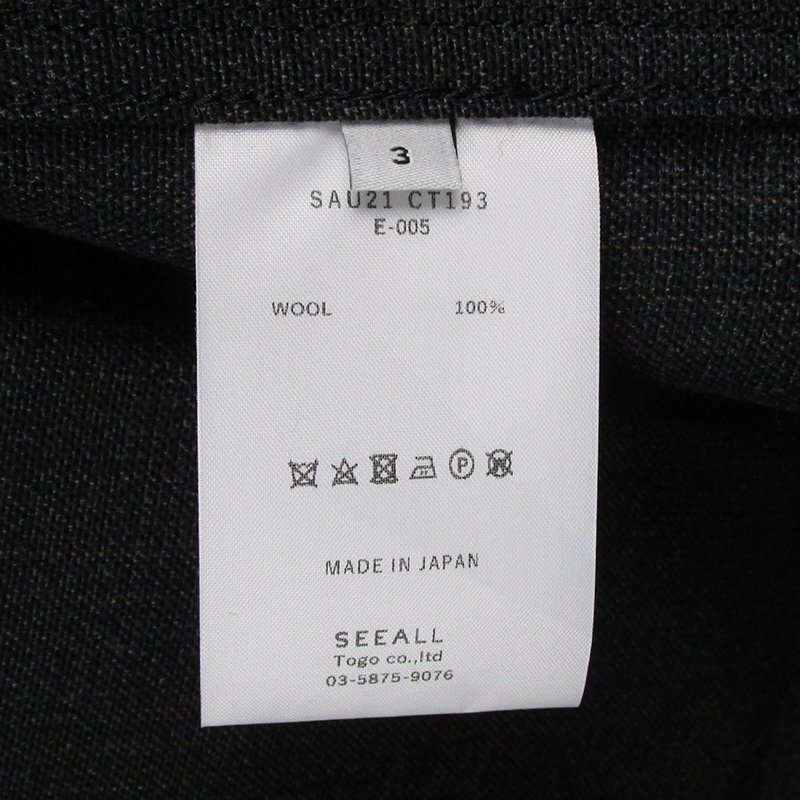 3
SAU21 CT193
E-005
WOOL 100%
P W
MADE IN JAPAN
SEEALL
Togo co.,ltd
03-5875-9076